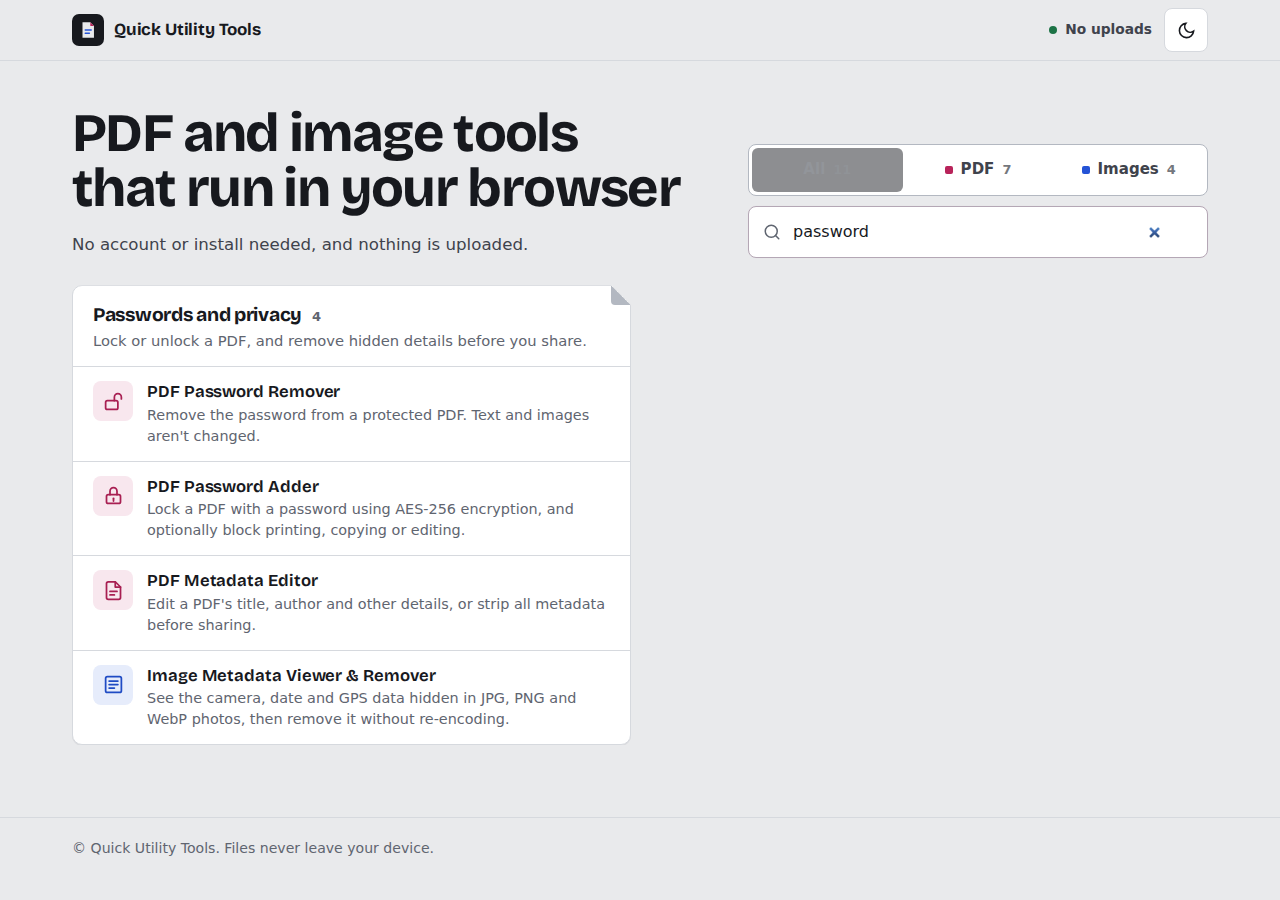 Quick Utility Tools
No uploads
PDF and image tools
that run in your browser
No account or install needed, and nothing is uploaded.
All 11
PDF 7
Images 4
password
Passwords and privacy 4
Lock or unlock a PDF, and remove hidden details before you share.
PDF Password Remover
Remove the password from a protected PDF. Text and images
aren't changed.
PDF Password Adder
Lock a PDF with a password using AES-256 encryption, and
optionally block printing, copying or editing.
PDF Metadata Editor
Edit a PDF's title, author and other details, or strip all metadata
before sharing.
Image Metadata Viewer & Remover
See the camera, date and GPS data hidden in JPG, PNG and
WebP photos, then remove it without re-encoding.
© Quick Utility Tools. Files never leave your device.